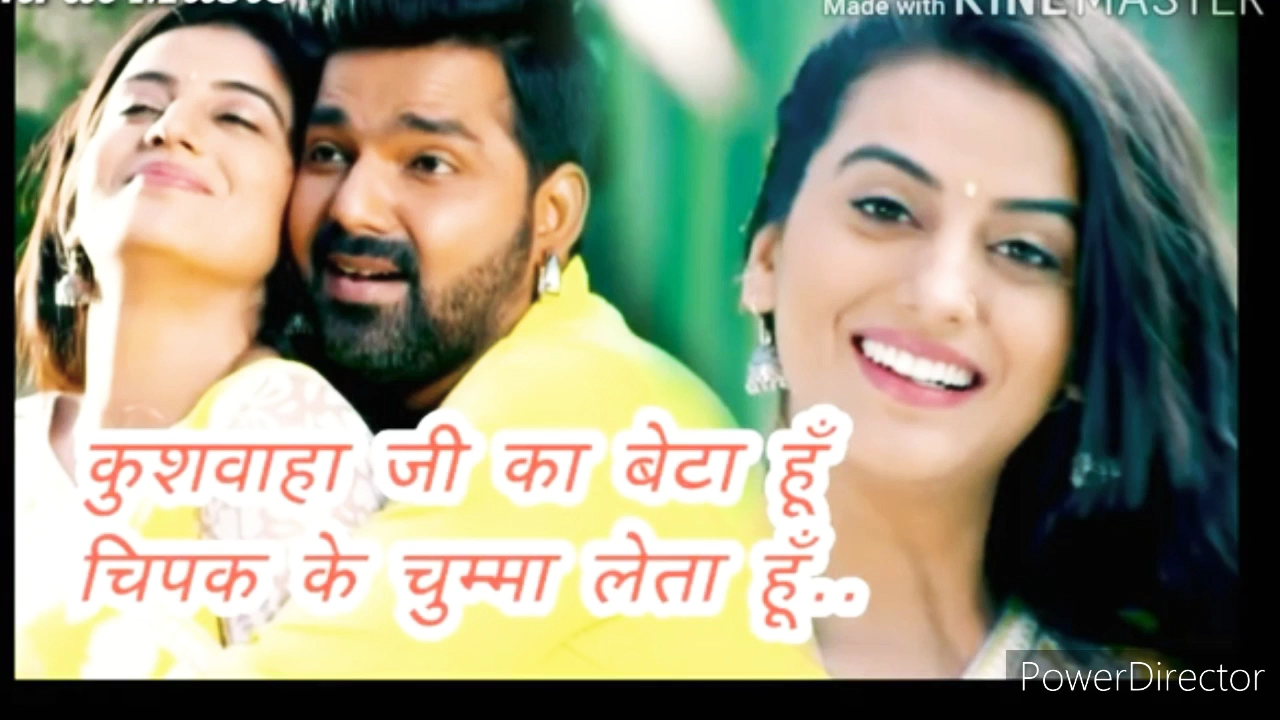 Made with KINEMASTER
कुशवाहा जी का बेटा हूँ
चिपक के चुम्मा लेता हूँ..
PowerDirector